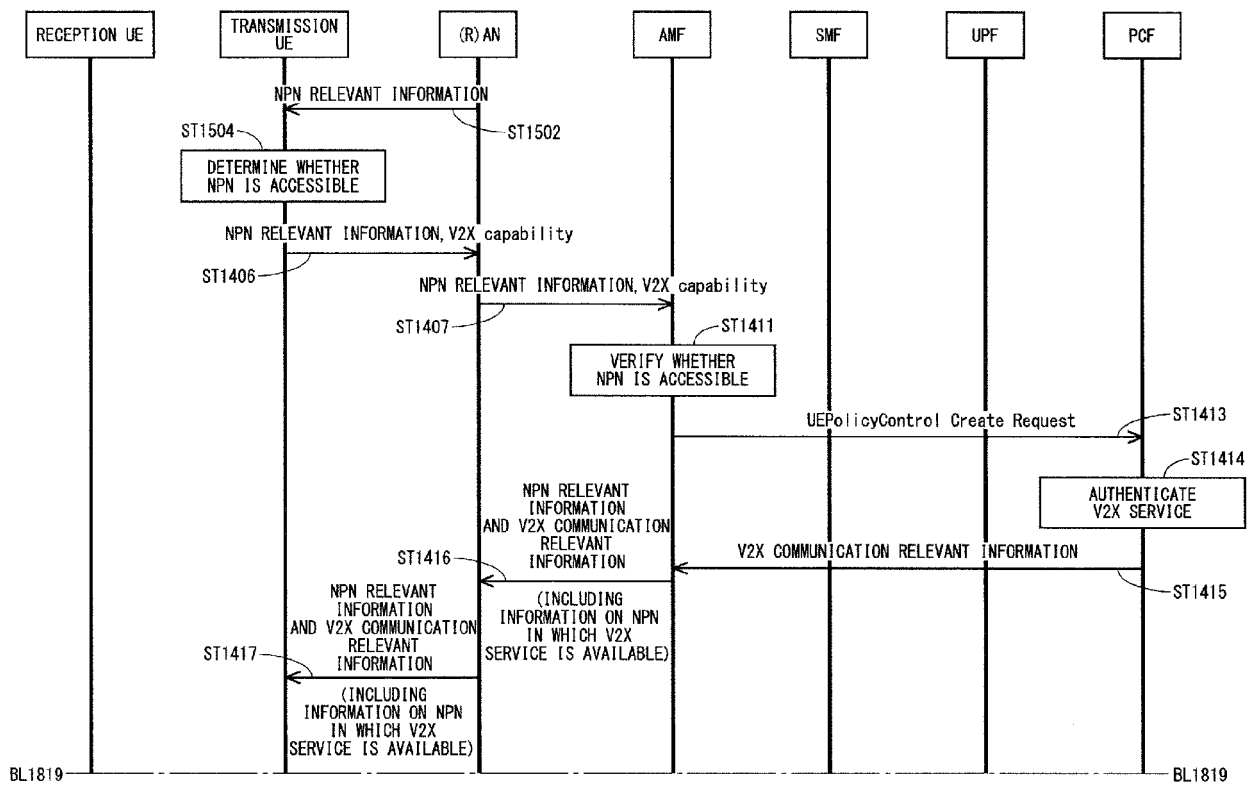 RECEPTION UE
TRANSMISSION
UE
(R)AN
AMF
SMF
UPF
PCF
NPN RELEVANT INFORMATION
ST1502
ST1504
DETERMINE WHETHER
NPN IS ACCESSIBLE
NPN RELEVANT INFORMATION, V2X capability
ST1406
NPN RELEVANT INFORMATION, V2X capability
ST1407
ST1411
VERIFY WHETHER
NPN IS ACCESSIBLE
UEPolicyControl Create Request
ST1413
ST1414
AUTHENTICATE
V2X SERVICE
V2X COMMUNICATION RELEVANT INFORMATION
ST1415
NPN RELEVANT
INFORMATION
AND V2X COMMUNICATION
RELEVANT
INFORMATION
ST1416
(INCLUDING
INFORMATION ON NPN
IN WHICH V2X
SERVICE IS AVAILABLE)
NPN RELEVANT
INFORMATION
AND V2X COMMUNICATION
RELEVANT
INFORMATION
ST1417
(INCLUDING
INFORMATION ON NPN
IN WHICH V2X
SERVICE IS AVAILABLE)
BL1819
BL1819